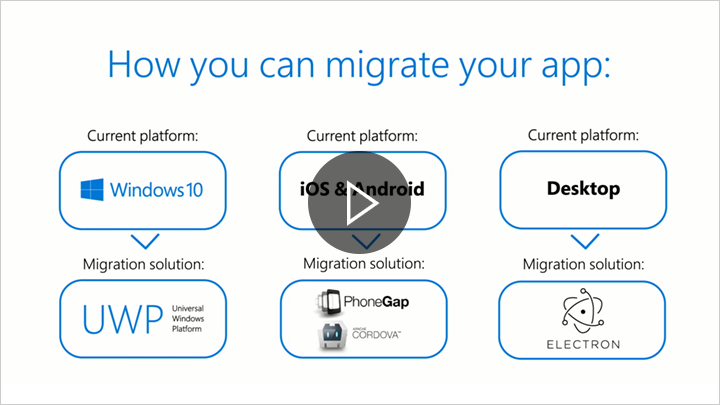 How you can migrate your app:
Current platform:
Current platform:
Current platform:
Windows 10
iOS & Android
Desktop
Migration solution:
Migration solution:
Migration solution:
UWP
Universal
Windows
Platform
PhoneGap
APACHE
CORDOVA™
ELECTRON